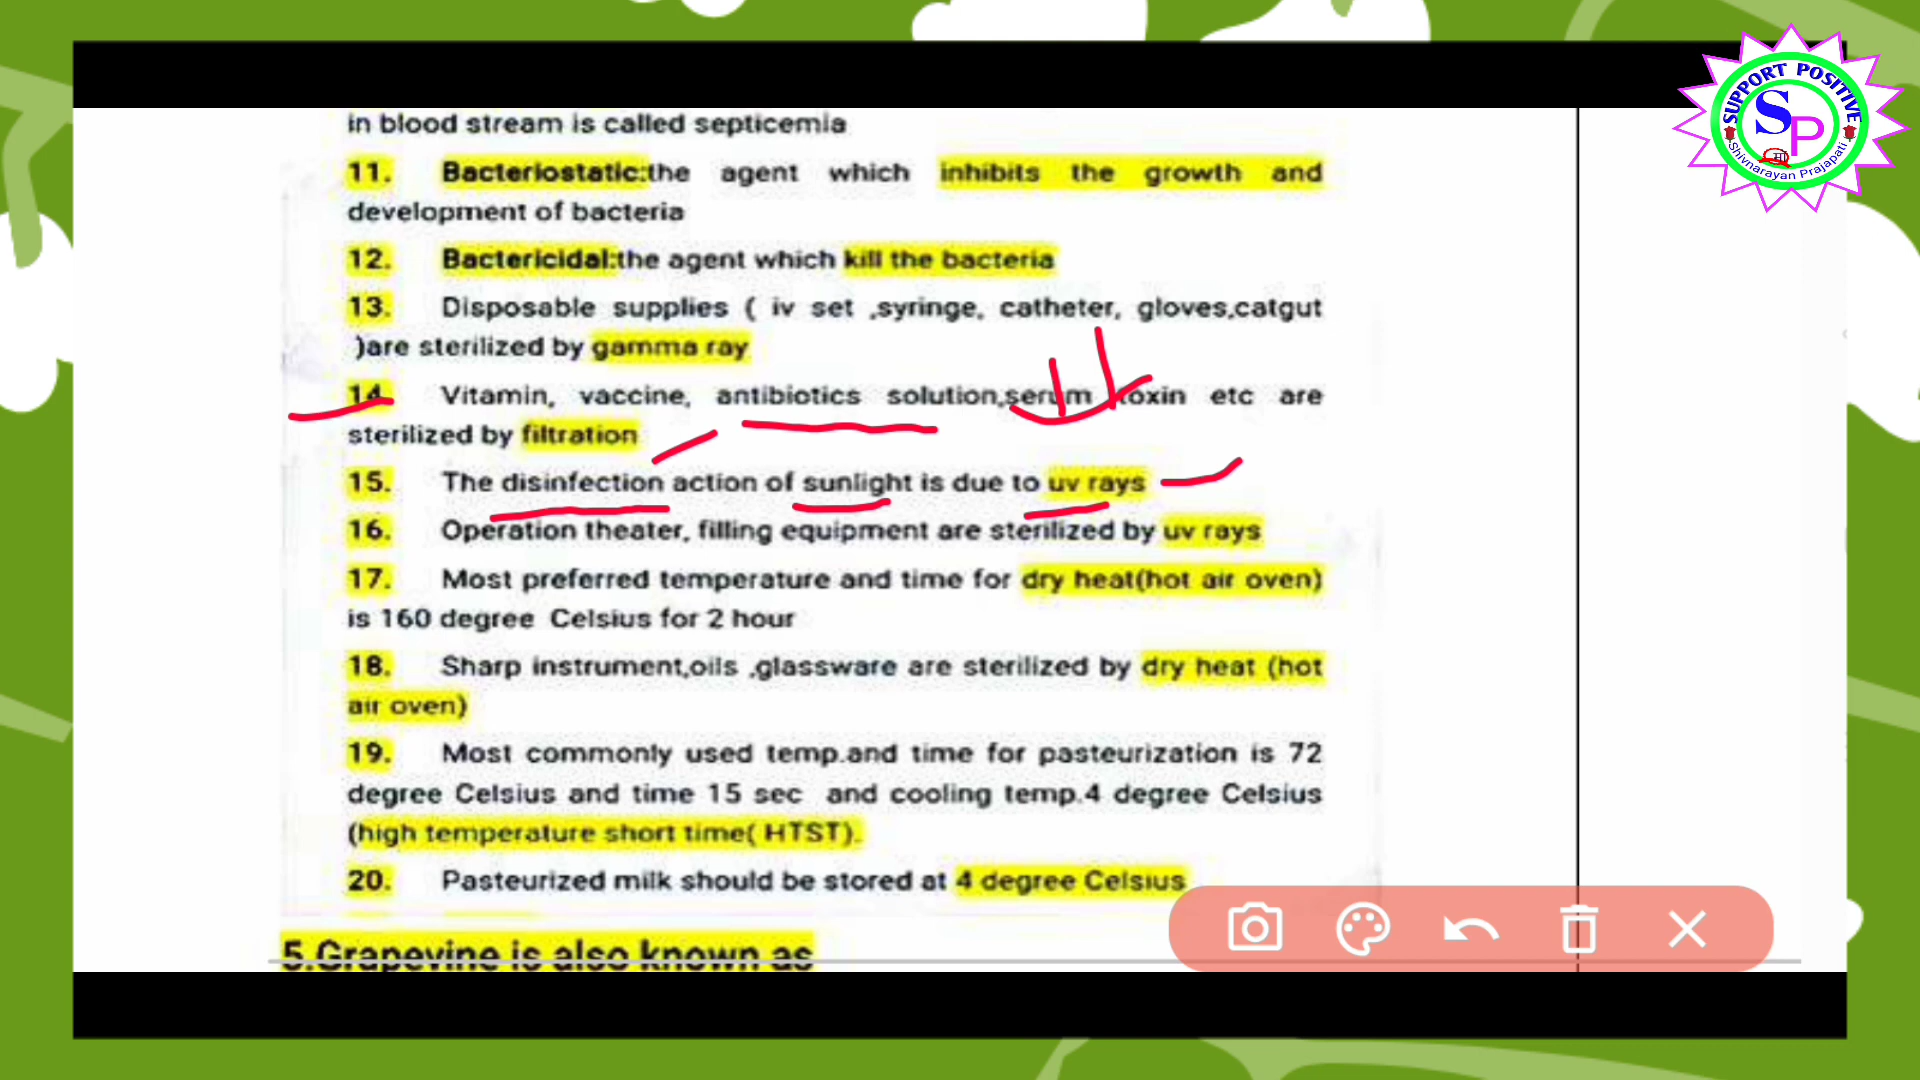 in blood stream is called septicemia
11. Bacteriostatic:the agent which inhibits the growth and
development of bacteria
12. Bactericidal:the agent which kill the bacteria
13. Disposable supplies ( iv set ,syringe, catheter, gloves,catgut
)are sterilized by gamma ray
14. Vitamin, vaccine, antibiotics solution,serum toxin etc are
sterilized by filtration
15. The disinfection action of sunlight is due to uv rays
16. Operation theater, filling equipment are sterilized by uv rays
17. Most preferred temperature and time for dry heat(hot air oven)
is 160 degree Celsius for 2 hour
18. Sharp instrument,oils ,glassware are sterilized by dry heat (hot
air oven)
19. Most commonly used temp.and time for pasteurization is 72
degree Celsius and time 15 sec and cooling temp.4 degree Celsius
(high temperature short time( HTST).
20. Pasteurized milk should be stored at 4 degree Celsius
5.Grapevine is also known as
SUPPORT POSITIVE
SP
माँ
Shivnarayan Prajapati